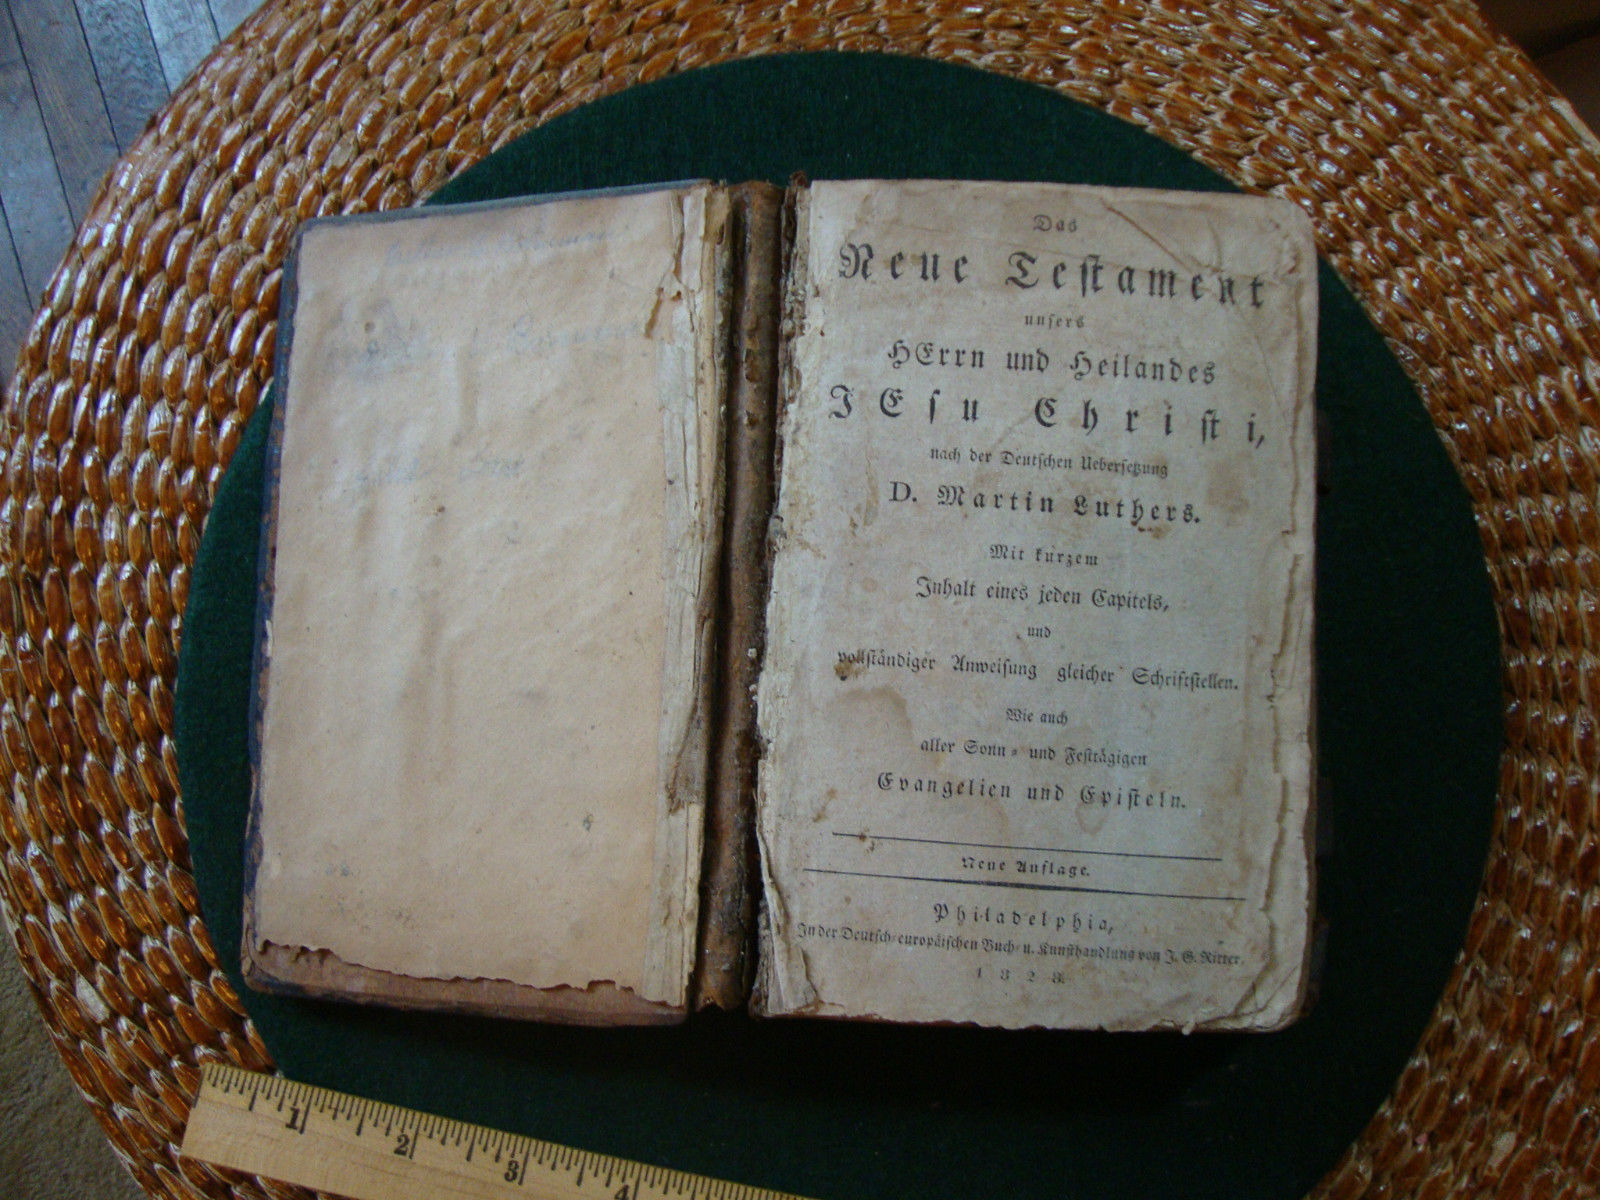 Das
Neue Testament
unsers
HErrn und Heilandes
JEsu Christi,
nach der Deutschen Uebersetzung
D. Martin Luthers.
Mit kurzem
Inhalt eines jeden Capitels,
und
vollständiger Anweisung gleicher Schriftstellen.
Wie auch
aller Sonn- und Festtägigen
Evangelien und Episteln.
Neue Auflage.
Philadelphia,
In der Deutsch-europäischen Buch- u. Kunsthandlung von J. G. Ritter.
1828.
1 2 3 4